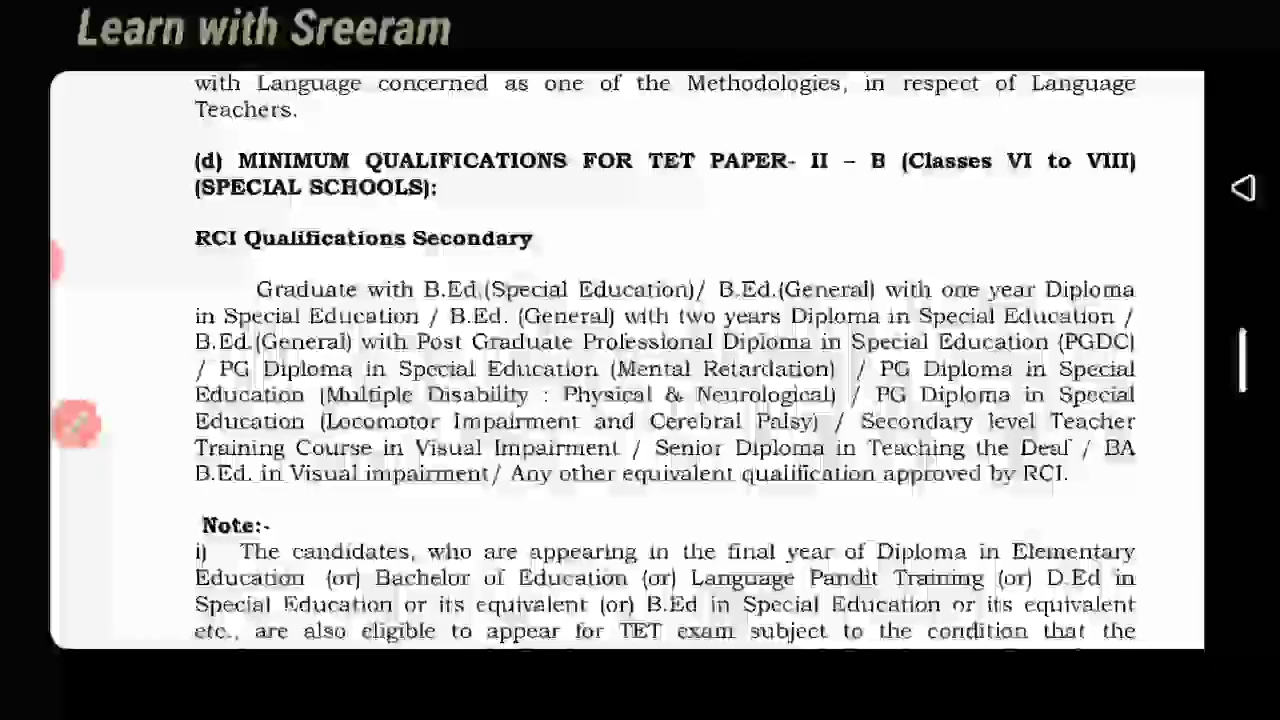 Learn with Sreeram
with Language concerned as one of the Methodologies, in respect of Language
Teachers.
(d) MINIMUM QUALIFICATIONS FOR TET PAPER- II – B (Classes VI to VIII)
(SPECIAL SCHOOLS):
RCI Qualifications Secondary
Graduate with B.Ed.(Special Education)/ B.Ed.(General) with one year Diploma
in Special Education / B.Ed. (General) with two years Diploma in Special Education /
B.Ed.(General) with Post Graduate Professional Diploma in Special Education (PGDC)
/ PG Diploma in Special Education (Mental Retardation) / PG Diploma in Special
Education (Multiple Disability : Physical & Neurological) / PG Diploma in Special
Education (Locomotor Impairment and Cerebral Palsy) / Secondary level Teacher
Training Course in Visual Impairment / Senior Diploma in Teaching the Deaf / BA
B.Ed. in Visual impairment/ Any other equivalent qualification approved by RCI.
Note:-
i) The candidates, who are appearing in the final year of Diploma in Elementary
Education (or) Bachelor of Education (or) Language Pandit Training (or) D.Ed in
Special Education or its equivalent (or) B.Ed in Special Education or its equivalent
etc., are also eligible to appear for TET exam subject to the condition that the